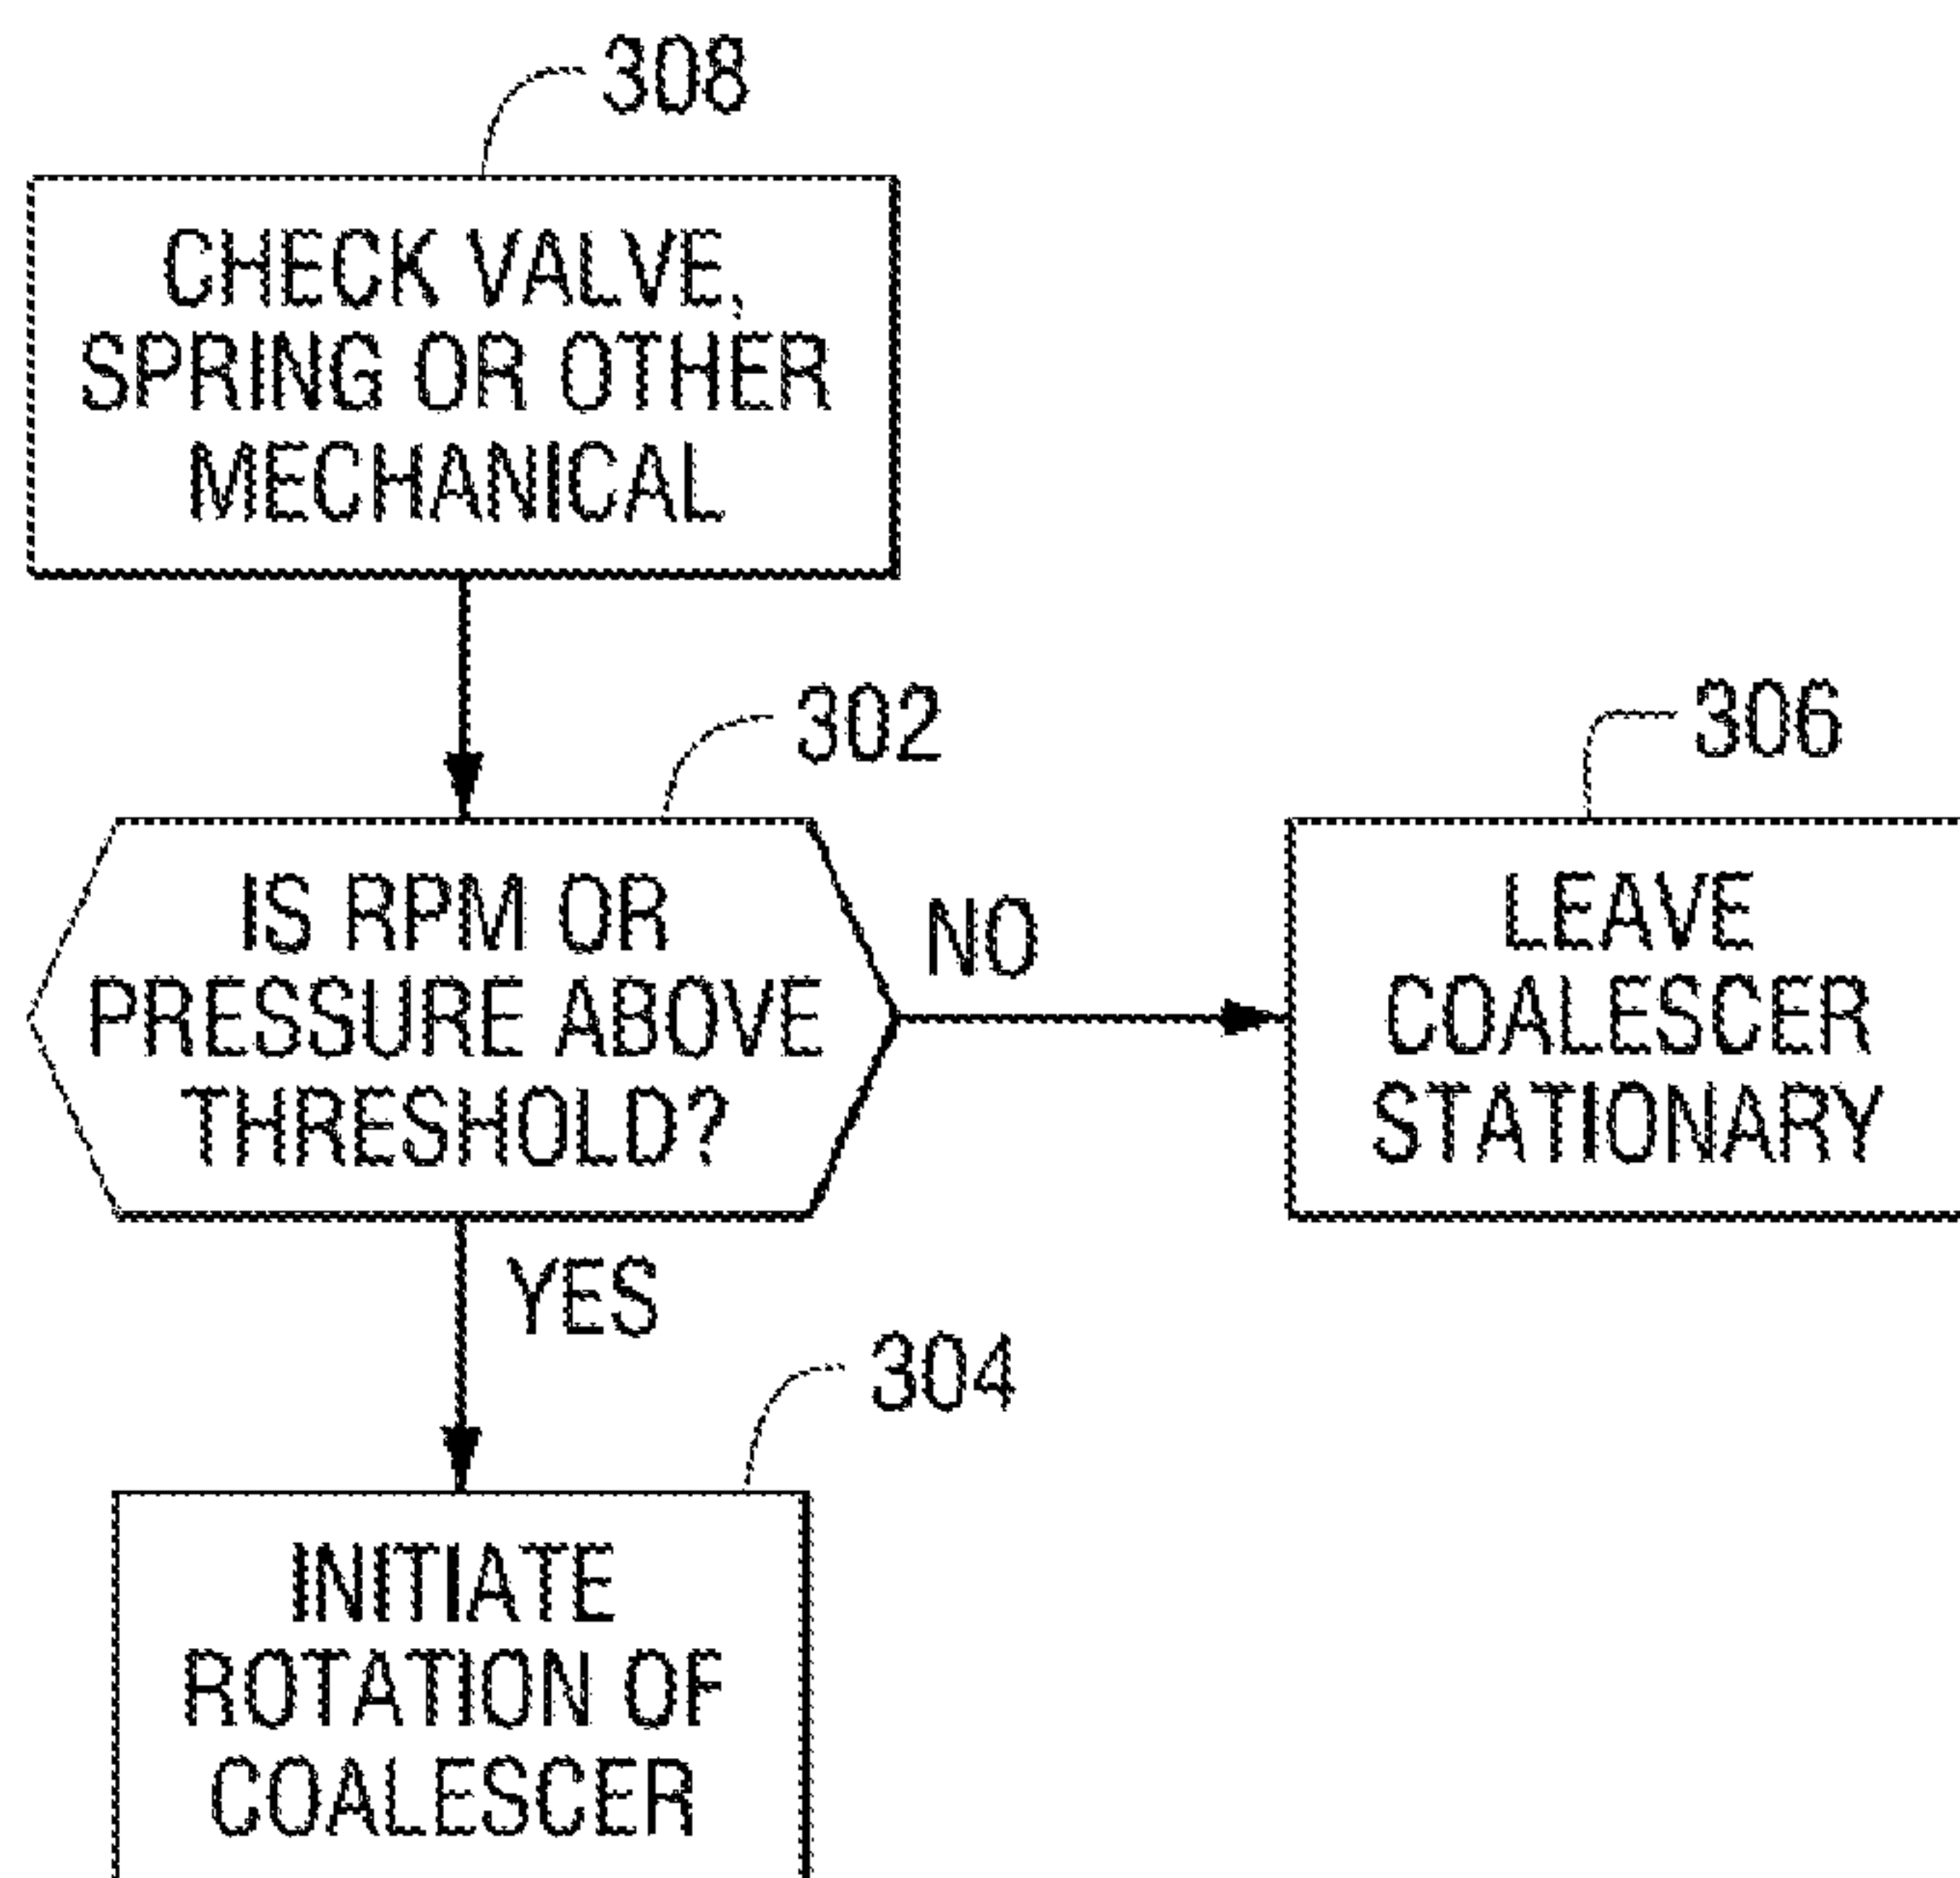 308
CHECK VALVE,
SPRING OR OTHER
MECHANICAL
302
IS RPM OR
PRESSURE ABOVE
THRESHOLD?
NO
306
LEAVE
COALESCER
STATIONARY
YES
304
INITIATE
ROTATION OF
COALESCER